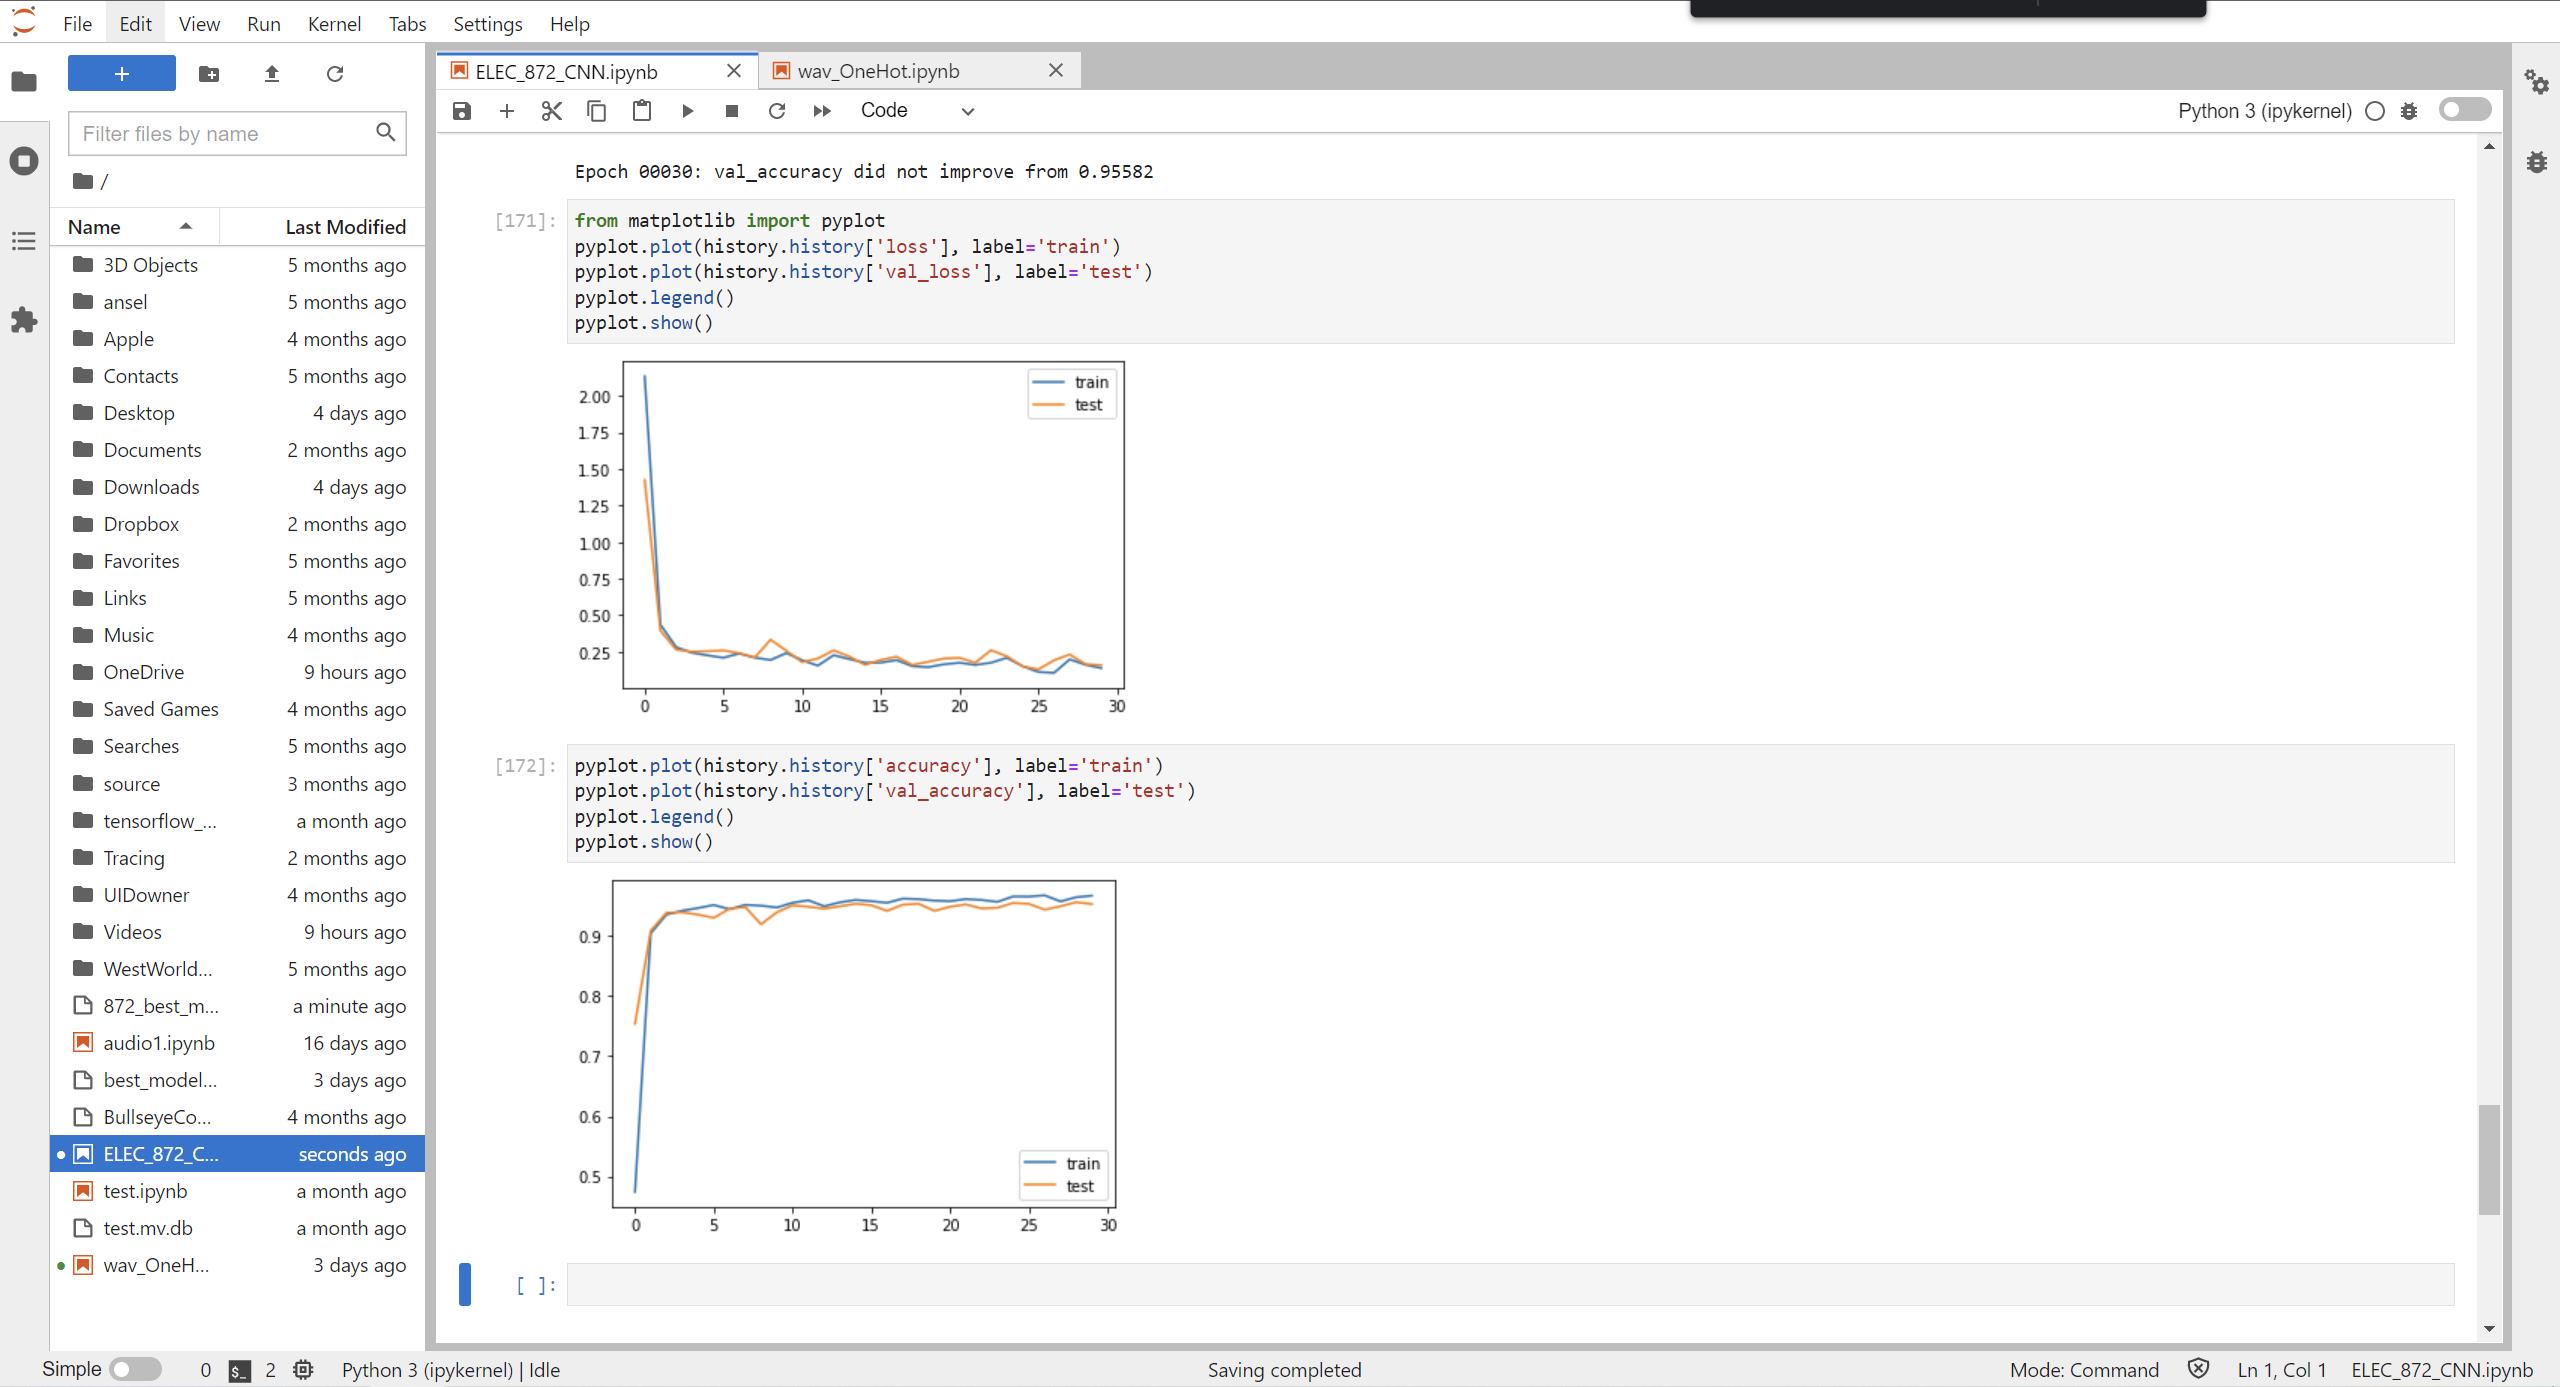 File Edit View Run Kernel Tabs Settings Help
+
Filter files by name
/
Name Last Modified
3D Objects 5 months ago
ansel 5 months ago
Apple 4 months ago
Contacts 5 months ago
Desktop 4 days ago
Documents 2 months ago
Downloads 4 days ago
Dropbox 2 months ago
Favorites 5 months ago
Links 5 months ago
Music 4 months ago
OneDrive 9 hours ago
Saved Games 4 months ago
Searches 5 months ago
source 3 months ago
tensorflow_... a month ago
Tracing 2 months ago
UIDowner 4 months ago
Videos 9 hours ago
WestWorld... 5 months ago
872_best_m... a minute ago
audio1.ipynb 16 days ago
best_model... 3 days ago
BullseyeCo... 4 months ago
ELEC_872_C... seconds ago
test.ipynb a month ago
test.mv.db a month ago
wav_OneH... 3 days ago
ELEC_872_CNN.ipynb wav_OneHot.ipynb
Code Python 3 (ipykernel)
Epoch 00030: val_accuracy did not improve from 0.95582
[171]: from matplotlib import pyplot
pyplot.plot(history.history['loss'], label='train')
pyplot.plot(history.history['val_loss'], label='test')
pyplot.legend()
pyplot.show()
train
test
2.00
1.75
1.50
1.25
1.00
0.75
0.50
0.25
0 5 10 15 20 25 30
[172]: pyplot.plot(history.history['accuracy'], label='train')
pyplot.plot(history.history['val_accuracy'], label='test')
pyplot.legend()
pyplot.show()
0.9
0.8
0.7
0.6
0.5
train
test
0 5 10 15 20 25 30
[ ]:
Simple 0 $_ 2 Python 3 (ipykernel) | Idle Saving completed Mode: Command Ln 1, Col 1 ELEC_872_CNN.ipynb